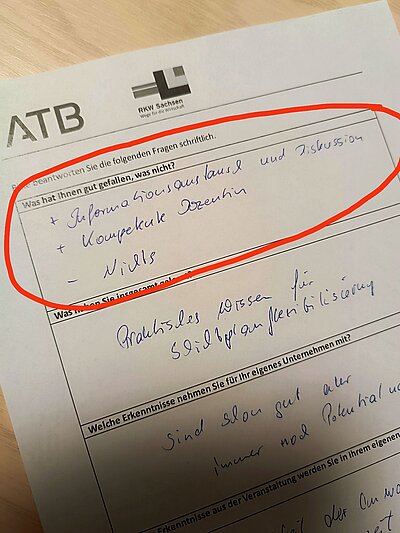 ATB
RKW Sachsen
Wege für die Wirtschaft
beantworten Sie die folgenden Fragen schriftlich.
Was hat Ihnen gut gefallen, was nicht?
+ Informationsaustausch und Diskussion
+ Kompetente Dozentin
- Nichts
Was haben Sie insgesamt gelernt?
Praktisches Wissen für
Schichtplanflexibilisierung
Welche Erkenntnisse nehmen Sie für Ihr eigenes Unternehmen mit?
Sind schon gut aber
immer noch Potential
Erkenntnisse aus der Veranstaltung werden Sie in Ihrem eigenen
der